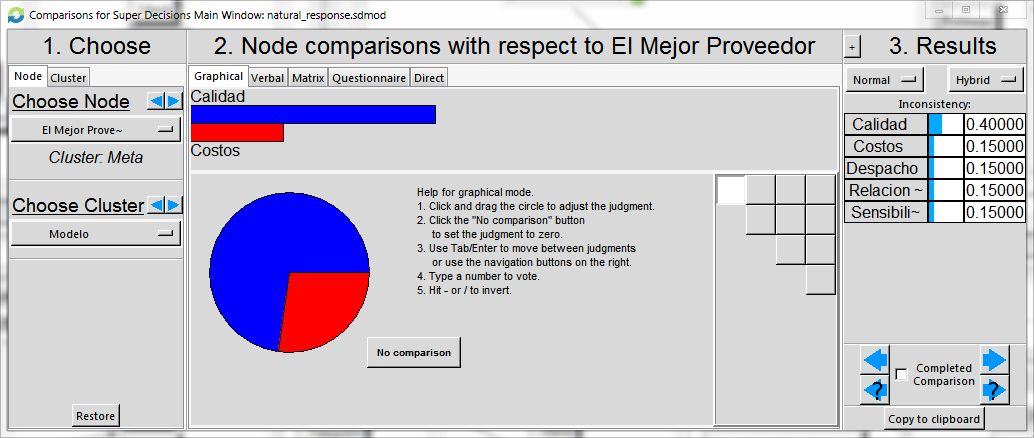 Comparisons for Super Decisions Main Window: natural_response.sdmod
1. Choose
2. Node comparisons with respect to El Mejor Proveedor
+
3. Results
Node
Cluster
Choose Node
El Mejor Prove~
Cluster: Meta
Choose Cluster
Modelo
Restore
Graphical
Verbal
Matrix
Questionnaire
Direct
Calidad
Costos
Help for graphical mode.
1. Click and drag the circle to adjust the judgment.
2. Click the "No comparison" button
to set the judgment to zero.
3. Use Tab/Enter to move between judgments
or use the navigation buttons on the right.
4. Type a number to vote.
5. Hit - or / to invert.
No comparison
Normal
Hybrid
Inconsistency:
Calidad 0.40000
Costos 0.15000
Despacho 0.15000
Relacion ~ 0.15000
Sensibili~ 0.15000
Completed
Comparison
? ?
Copy to clipboard